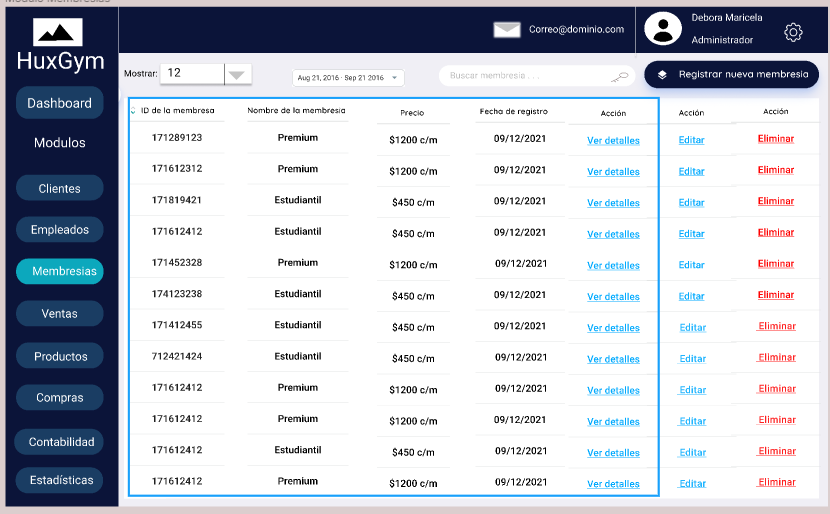 Modulo Membresias
Correo@dominio.com
Debora Maricela
Administrador
HuxGym
Mostrar: 12
Aug 21, 2016 - Sep 21 2016
Buscar membresia . . .
Registrar nueva membresia
Dashboard
Modulos
Clientes
Empleados
Membresias
Ventas
Productos
Compras
Contabilidad
Estadísticas
ID de la membresa Nombre de la membresia Precio Fecha de registro Acción Acción Acción
171289123 Premium $1200 c/m 09/12/2021 Ver detalles Editar Eliminar
171612312 Premium $1200 c/m 09/12/2021 Ver detalles Editar Eliminar
171819421 Estudiantil $450 c/m 09/12/2021 Ver detalles Editar Eliminar
171612412 Estudiantil $450 c/m 09/12/2021 Ver detalles Editar Eliminar
171452328 Premium $1200 c/m 09/12/2021 Ver detalles Editar Eliminar
174123238 Estudiantil $450 c/m 09/12/2021 Ver detalles Editar Eliminar
171412455 Estudiantil $450 c/m 09/12/2021 Ver detalles Editar Eliminar
712421424 Estudiantil $450 c/m 09/12/2021 Ver detalles Editar Eliminar
171612412 Premium $1200 c/m 09/12/2021 Ver detalles Editar Eliminar
171612412 Premium $1200 c/m 09/12/2021 Ver detalles Editar Eliminar
171612412 Estudiantil $450 c/m 09/12/2021 Ver detalles Editar Eliminar
171612412 Premium $1200 c/m 09/12/2021 Ver detalles Editar Eliminar